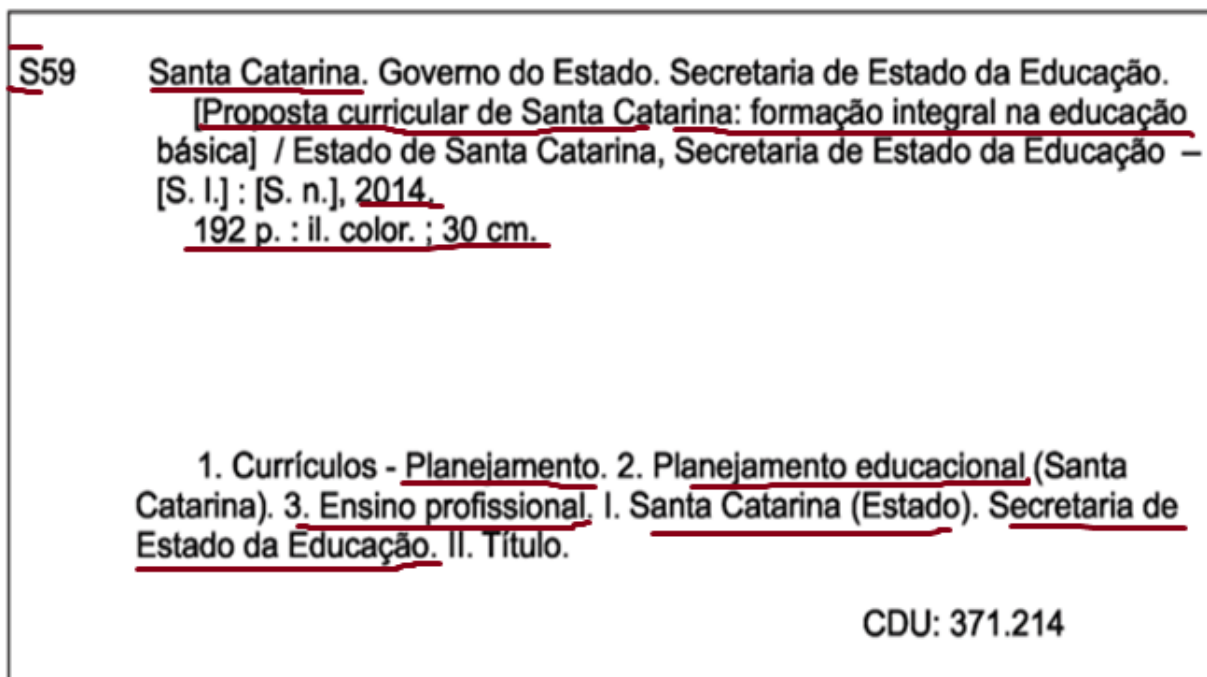 S59 Santa Catarina. Governo do Estado. Secretaria de Estado da Educação.
[Proposta curricular de Santa Catarina: formação integral na educação
básica] / Estado de Santa Catarina, Secretaria de Estado da Educação –
[S. l.] : [S. n.], 2014.
192 p. : il. color. ; 30 cm.
1. Currículos - Planejamento. 2. Planejamento educacional (Santa
Catarina). 3. Ensino profissional. I. Santa Catarina (Estado). Secretaria de
Estado da Educação. II. Título.
CDU: 371.214